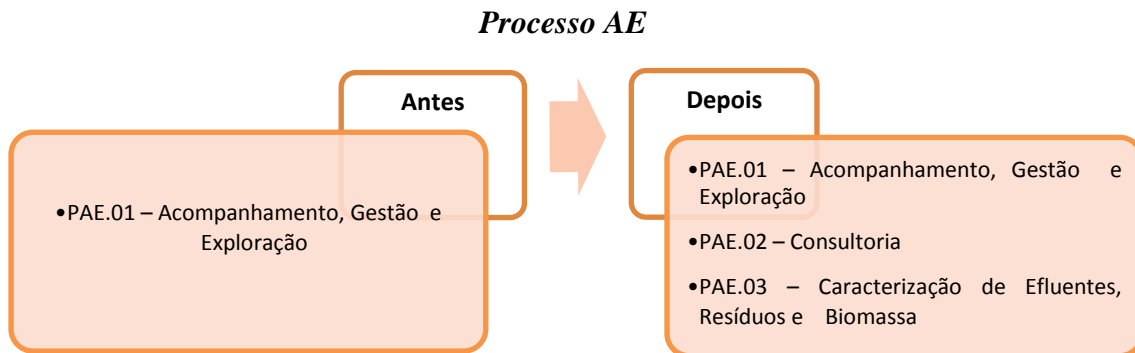 Processo AE
Antes
•PAE.01 – Acompanhamento, Gestão e
Exploração
Depois
•PAE.01 – Acompanhamento, Gestão e
Exploração
•PAE.02 – Consultoria
•PAE.03 – Caracterização de Efluentes,
Resíduos e Biomassa